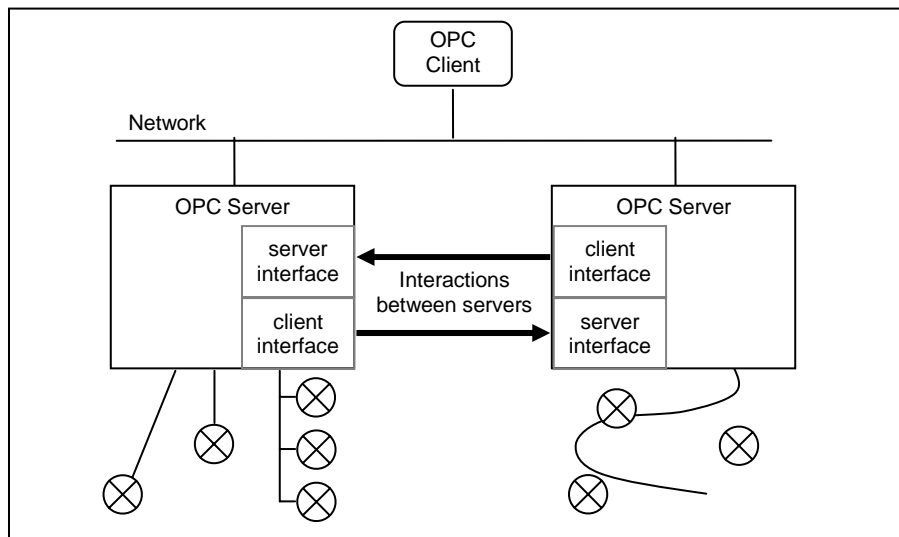 OPC
Client
Network
OPC Server
OPC Server
server
interface
client
interface
Interactions
between servers
client
interface
server
interface